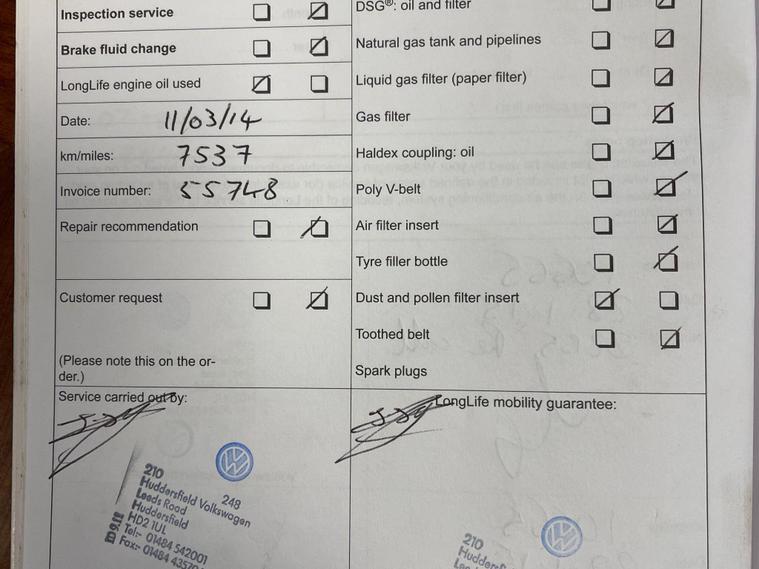 Inspection service
Brake fluid change
LongLife engine oil used
Date: 11/03/14
km/miles: 7537
Invoice number: 55748
Repair recommendation
Customer request
(Please note this on the or-
der.)
Service carried out by:
210
Huddersfield Volkswagen
248
Leeds Road
Huddersfield
HD2 1UL
Tel:- 01484 542001
Fax:- 01484 4357
DSG®: oil and filter
Natural gas tank and pipelines
Liquid gas filter (paper filter)
Gas filter
Haldex coupling: oil
Poly V-belt
Air filter insert
Tyre filler bottle
Dust and pollen filter insert
Toothed belt
Spark plugs
LongLife mobility guarantee:
210
Hudders